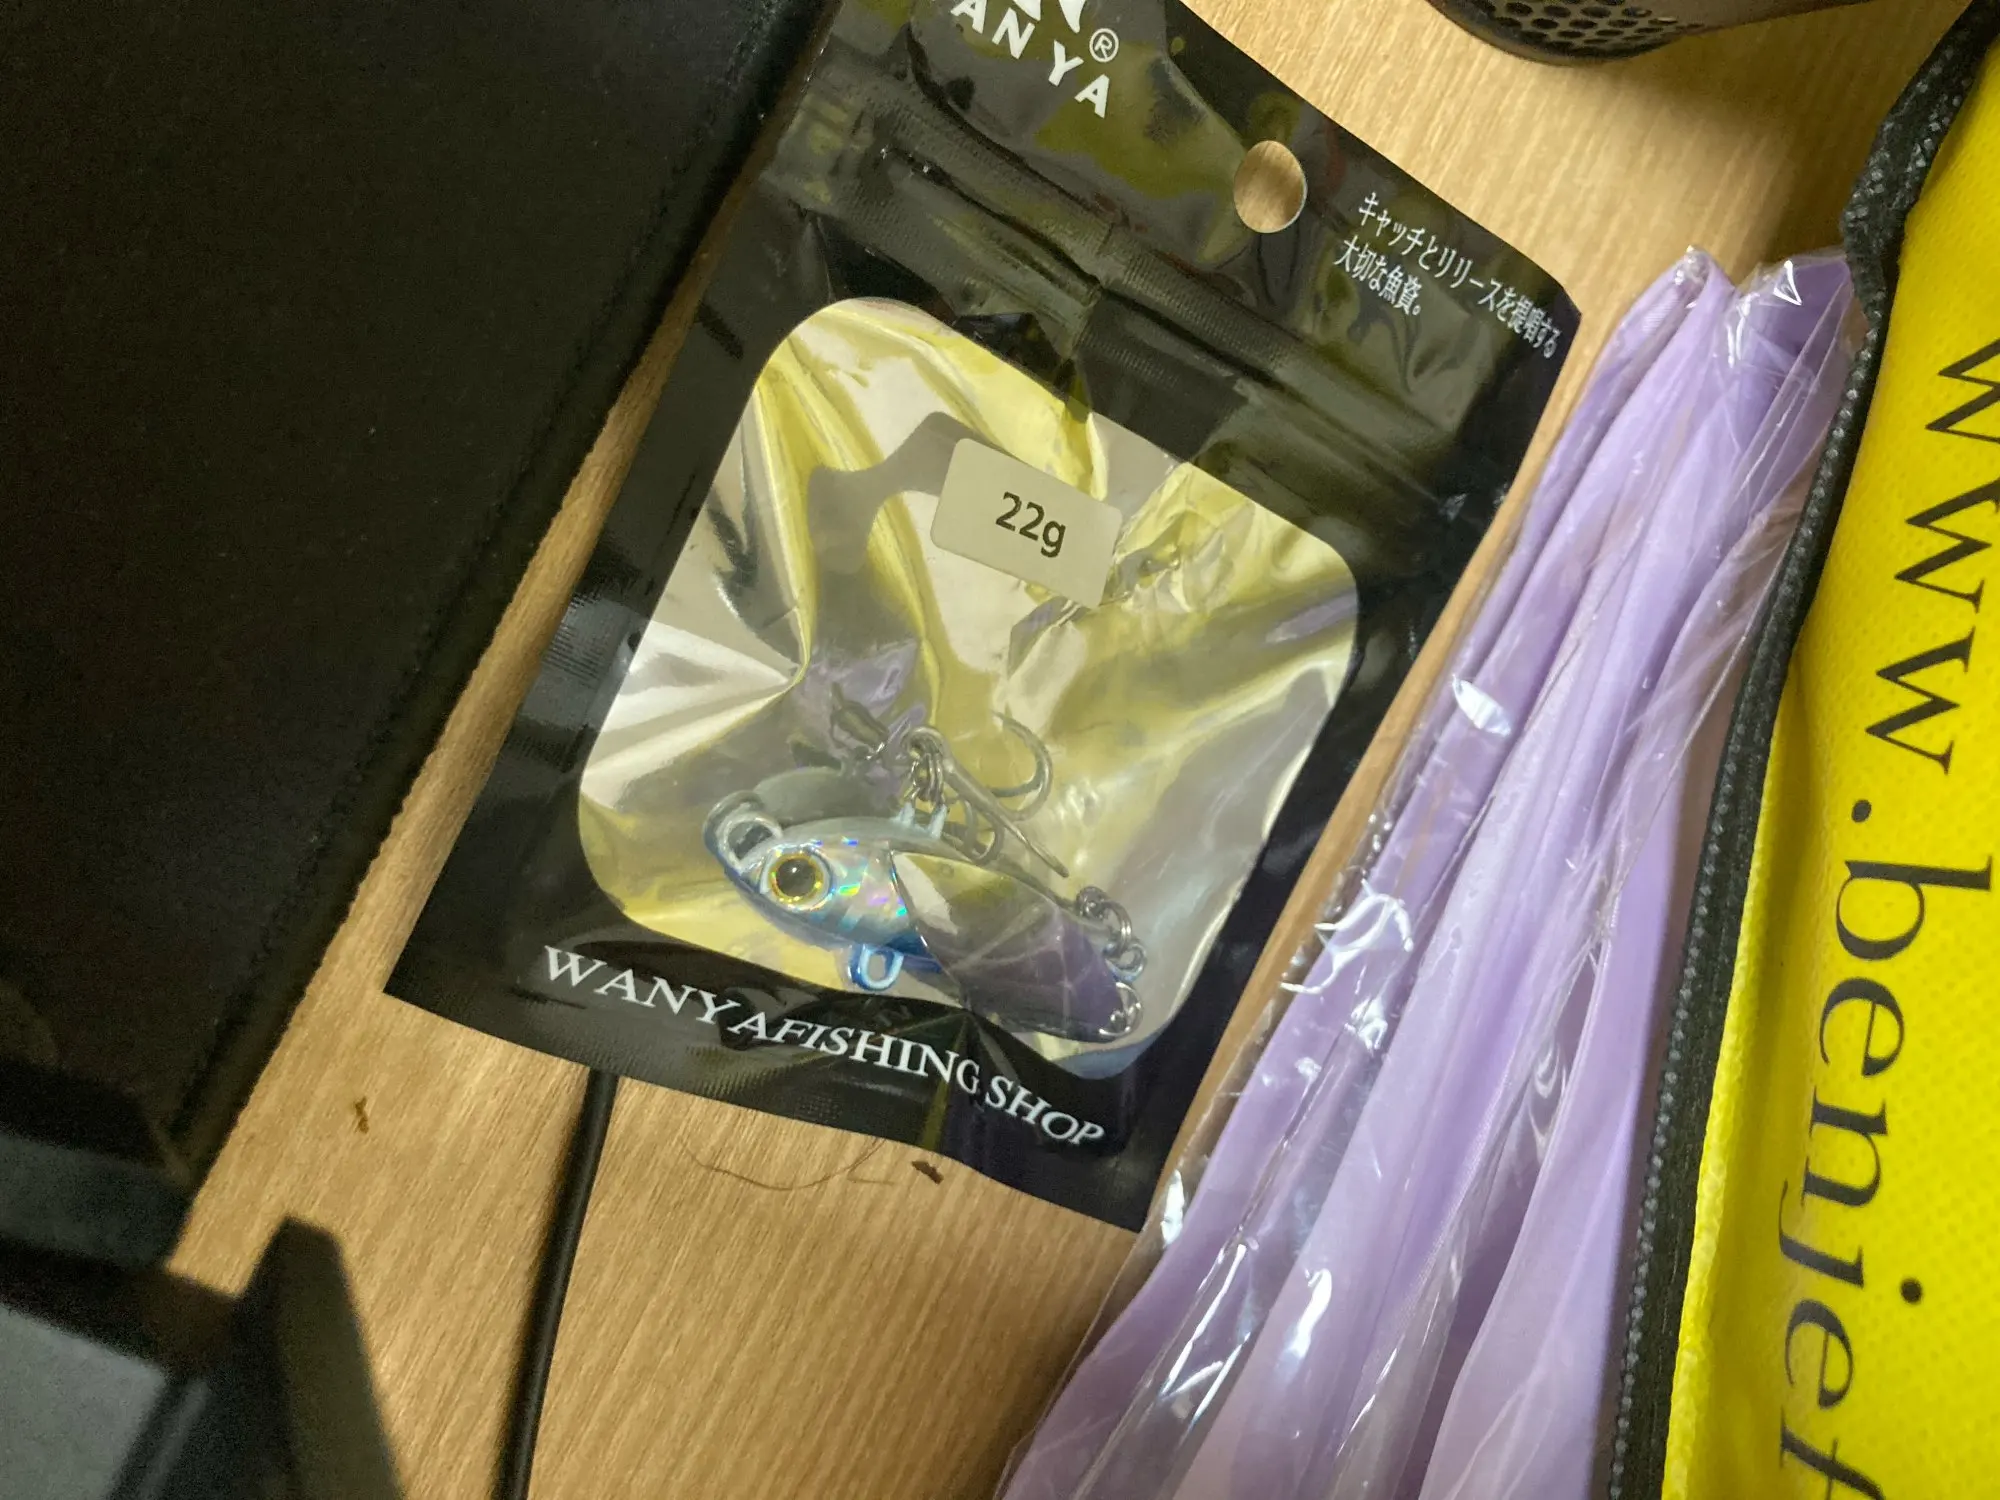 ANYA®
キャッチとリリースを提唱する
大切な魚資。
22g
WANYAFISHING SHOP
www.benjef